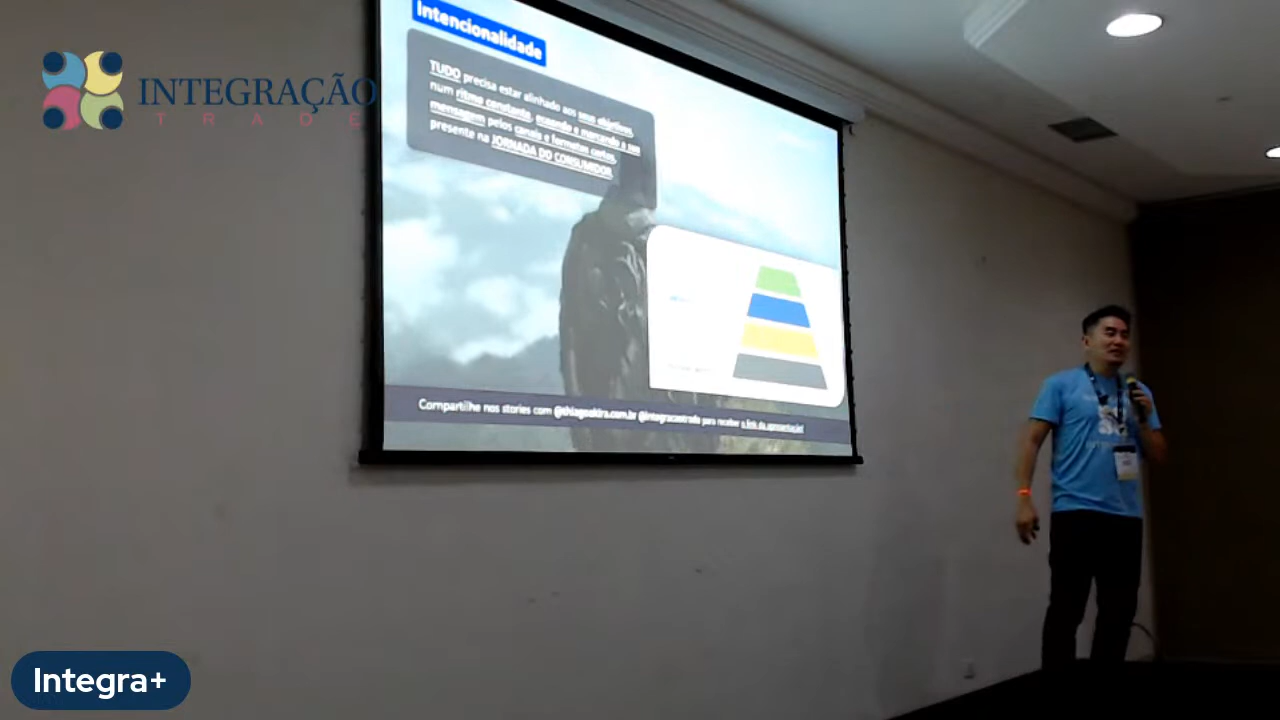 INTEGRAÇÃO
TRADE
Intencionalidade
TUDO precisa estar alinhado aos seus objetivos,
num ritmo constante, ecoando e marcando a sua
mensagem pelos canais e formatos certos,
presente na JORNADA DO CONSUMIDOR.
Compartilhe nos stories com @thiagoakira.com.br @integracaotrade para receber o link da apresentação!
Integra+